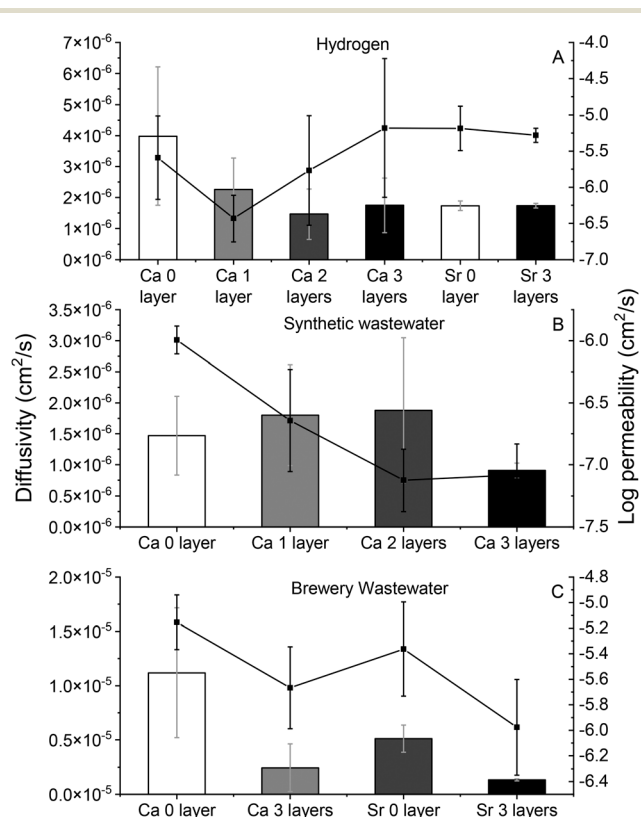 Hydrogen
A
7×10⁻⁶
6×10⁻⁶
5×10⁻⁶
4×10⁻⁶
3×10⁻⁶
2×10⁻⁶
1×10⁻⁶
0×10⁻⁶
-4.0
-4.5
-5.0
-5.5
-6.0
-6.5
-7.0
Ca 0 layer
Ca 1 layer
Ca 2 layers
Ca 3 layers
Sr 0 layer
Sr 3 layers
Synthetic wastewater
B
3.5×10⁻⁶
3.0×10⁻⁶
2.5×10⁻⁶
2.0×10⁻⁶
1.5×10⁻⁶
1.0×10⁻⁶
0.5×10⁻⁶
0.0×10⁻⁶
-6.0
-6.5
-7.0
-7.5
Ca 0 layer
Ca 1 layer
Ca 2 layers
Ca 3 layers
Diffusivity (cm²/s)
Log permeability (cm²/s)
Brewery Wastewater
C
2.0×10⁻⁵
1.5×10⁻⁵
1.0×10⁻⁵
0.5×10⁻⁵
0.0×10⁻⁵
-4.8
-5.0
-5.2
-5.4
-5.6
-5.8
-6.0
-6.2
-6.4
Ca 0 layer
Ca 3 layers
Sr 0 layer
Sr 3 layers